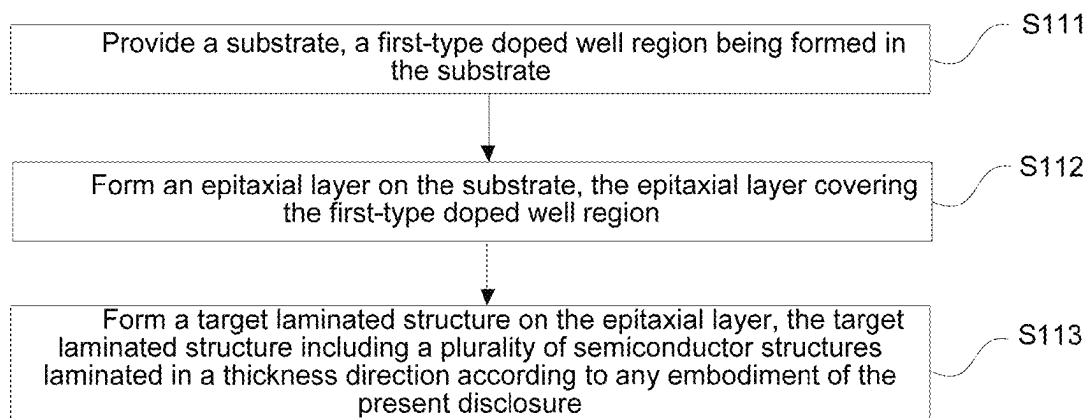 Provide a substrate, a first-type doped well region being formed in
the substrate
S111
Form an epitaxial layer on the substrate, the epitaxial layer covering
the first-type doped well region
S112
Form a target laminated structure on the epitaxial layer, the target
laminated structure including a plurality of semiconductor structures
laminated in a thickness direction according to any embodiment of the
present disclosure
S113